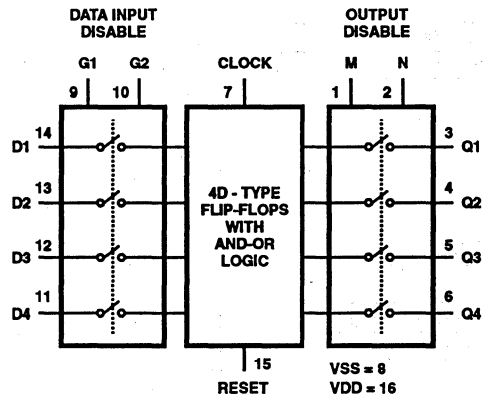 DATA INPUT
DISABLE
OUTPUT
DISABLE
G1 G2 CLOCK M N
9 10 7 1 2
D1 14 3 Q1
D2 13 4 Q2
D3 12 5 Q3
D4 11 6 Q4
4D - TYPE
FLIP-FLOPS
WITH
AND-OR
LOGIC
15
RESET
VSS = 8
VDD = 16